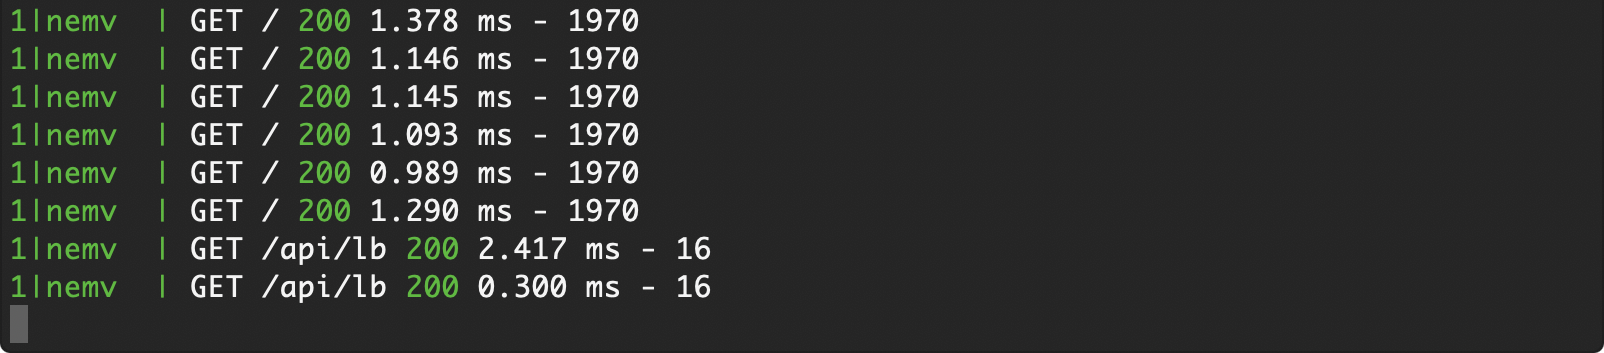 1|nemv  | GET / 200 1.378 ms - 1970
1|nemv  | GET / 200 1.146 ms - 1970
1|nemv  | GET / 200 1.145 ms - 1970
1|nemv  | GET / 200 1.093 ms - 1970
1|nemv  | GET / 200 0.989 ms - 1970
1|nemv  | GET / 200 1.290 ms - 1970
1|nemv  | GET /api/lb 200 2.417 ms - 16
1|nemv  | GET /api/lb 200 0.300 ms - 16